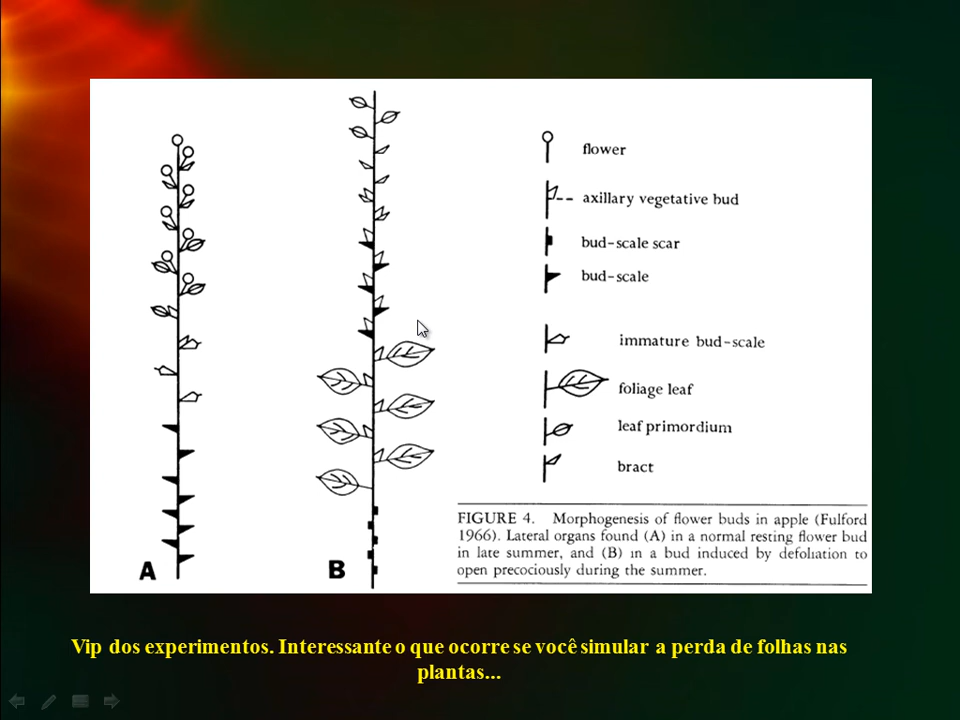 flower
axillary vegetative bud
bud-scale scar
bud-scale
immature bud-scale
foliage leaf
leaf primordium
bract
A
B
FIGURE 4. Morphogenesis of flower buds in apple (Fulford
1966). Lateral organs found (A) in a normal resting flower bud
in late summer, and (B) in a bud induced by defoliation to
open precociously during the summer.
Vip dos experimentos. Interessante o que ocorre se você simular a perda de folhas nas
plantas...